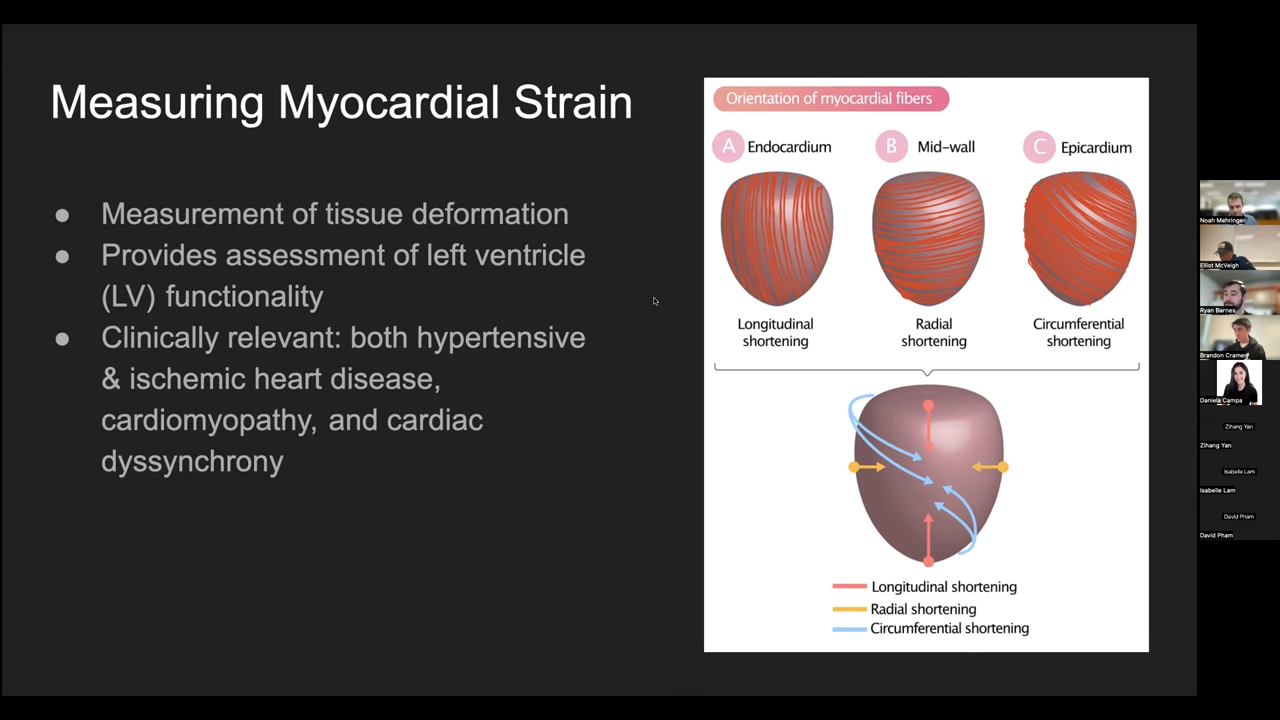 Measuring Myocardial Strain
● Measurement of tissue deformation
● Provides assessment of left ventricle
(LV) functionality
● Clinically relevant: both hypertensive
& ischemic heart disease,
cardiomyopathy, and cardiac
dyssynchrony
Orientation of myocardial fibers
A Endocardium
B Mid-wall
C Epicardium
Longitudinal
shortening
Radial
shortening
Circumferential
shortening
Longitudinal shortening
Radial shortening
Circumferential shortening
Noah Mehringer
Elliot McVeigh
Ryan Barnes
Brandon Cramer
Daniela Campa
Zihang Yan
Zihang Yan
Isabelle Lam
Isabelle Lam
David Pham
David Pham